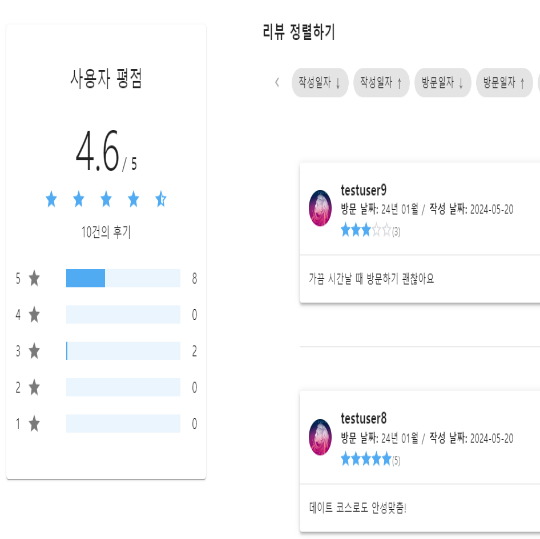 사용자 평점
4.6 / 5
10건의 후기
5 8
4 0
3 2
2 0
1 0
리뷰 정렬하기
작성일자 ↓ 작성일자 ↑ 방문일자 ↓ 방문일자 ↑
testuser9
방문 날짜: 24년 01월 / 작성 날짜: 2024-05-20
(3)
가끔 시간날 때 방문하기 괜찮아요
testuser8
방문 날짜: 24년 01월 / 작성 날짜: 2024-05-20
(5)
데이트 코스로도 안성맞춤!